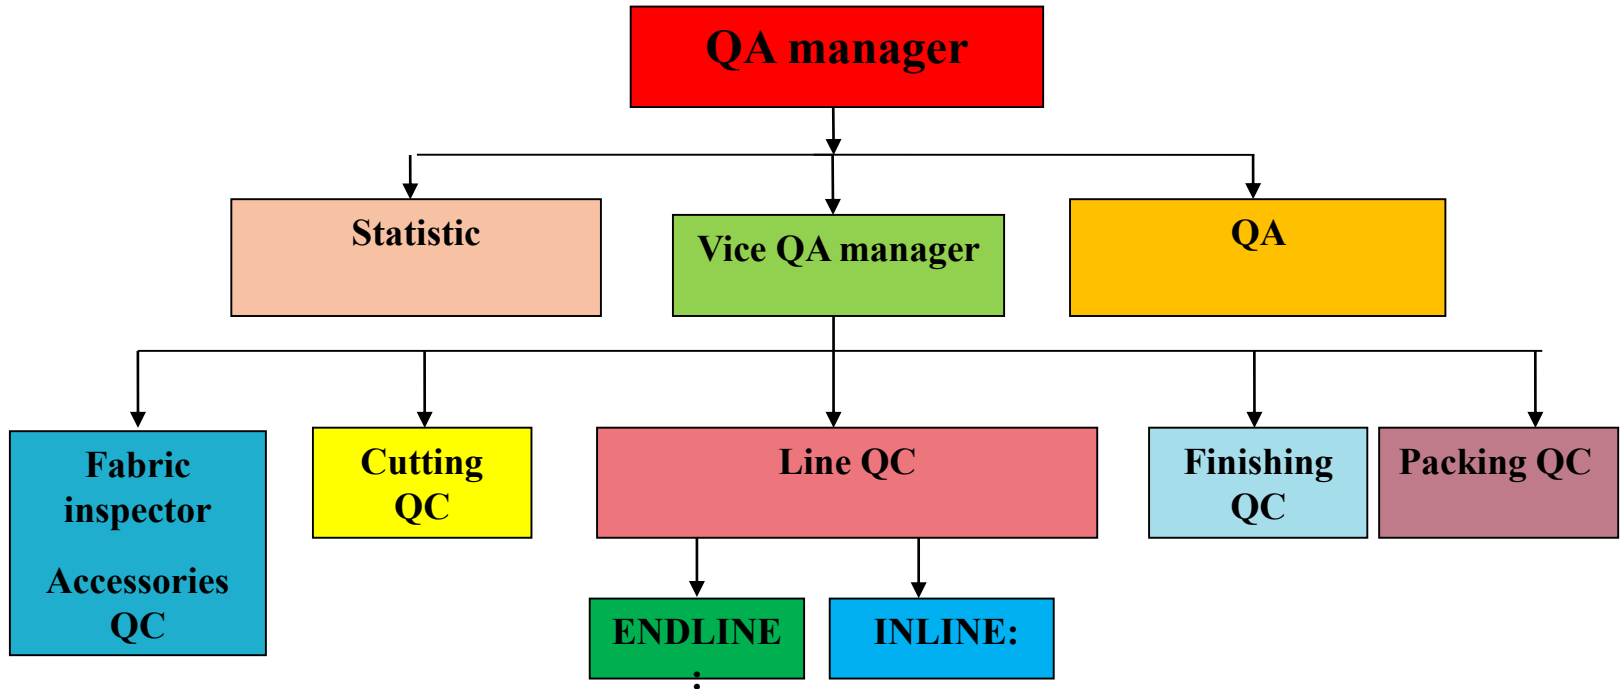 QA manager
Statistic
Vice QA manager
QA
Fabric
inspector
Accessories
QC
Cutting
QC
Line QC
Finishing
QC
Packing QC
ENDLINE
:
INLINE: